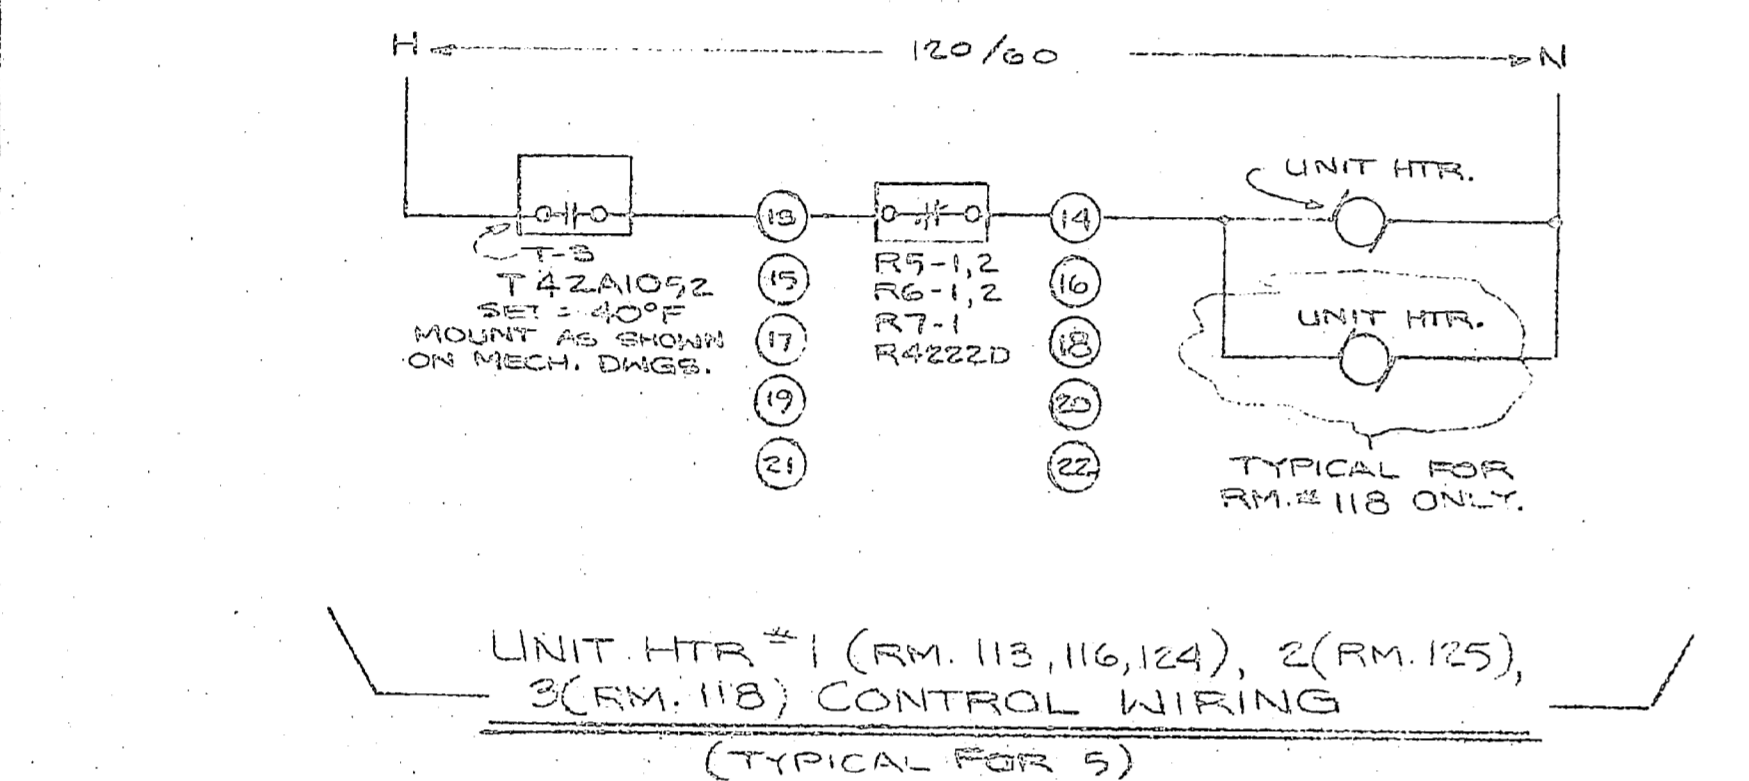 H 120/60 N
UNIT HTR.
13 14
T-3
T42A1052
SET = 40°F
MOUNT AS SHOWN
ON MECH. DWGS.
R5-1,2
R6-1,2
R7-1
R4222D
15 16
17 18
19 20
21 22
UNIT HTR.
TYPICAL FOR
RM.# 118 ONLY.
UNIT HTR #1 (RM. 113,116,124), 2(RM. 125),
3(RM. 118) CONTROL WIRING
(TYPICAL FOR 5)